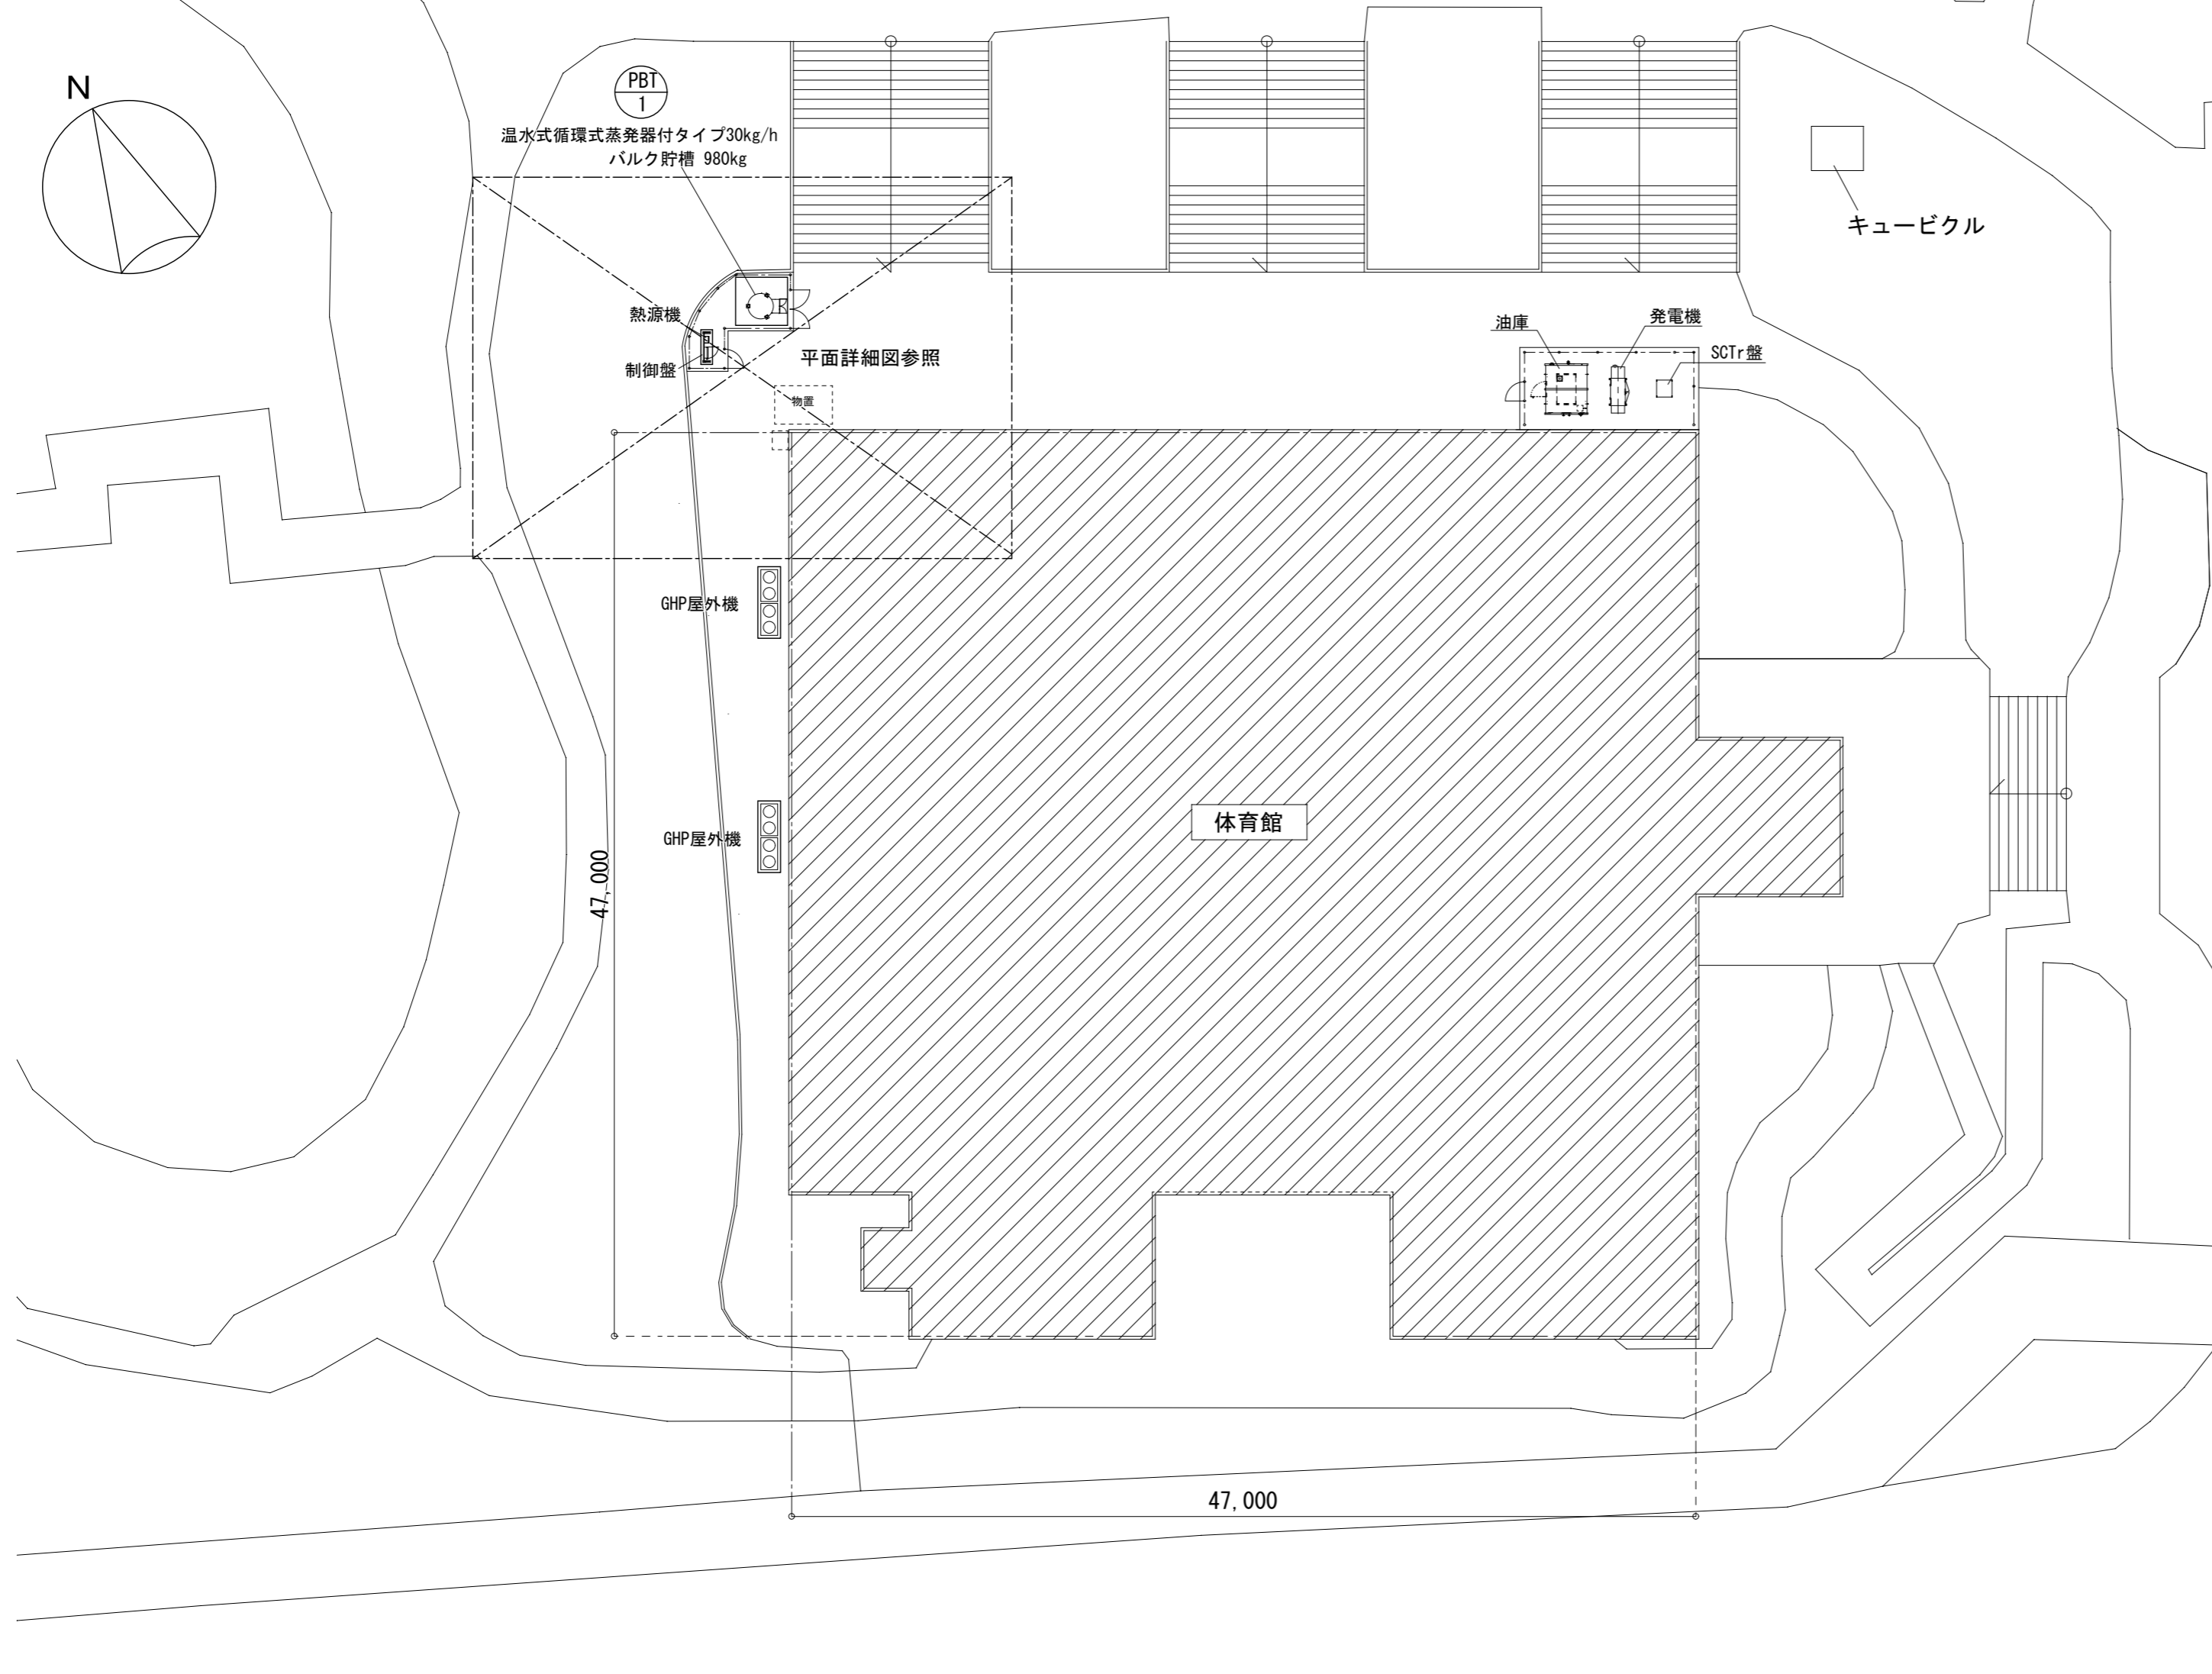 N
PBT
1
温水式循環式蒸発器付タイプ30kg/h
バルク貯槽 980kg
キュービクル
熱源機
制御盤
平面詳細図参照
物置
油庫
発電機
SCTr盤
GHP屋外機
GHP屋外機
体育館
47,000
47,000